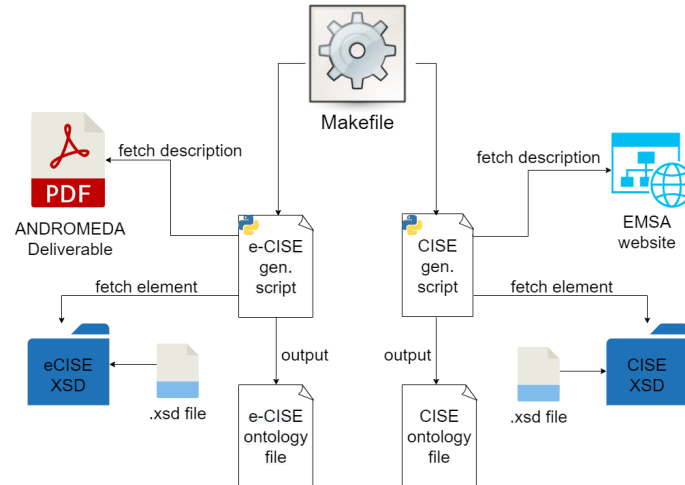 Makefile
fetch description
fetch description
PDF
ANDROMEDA
Deliverable
EMSA
website
e-CISE
gen.
script
CISE
gen.
script
fetch element
fetch element
eCISE
XSD
.xsd file
output
output
.xsd file
CISE
XSD
e-CISE
ontology
file
CISE
ontology
file